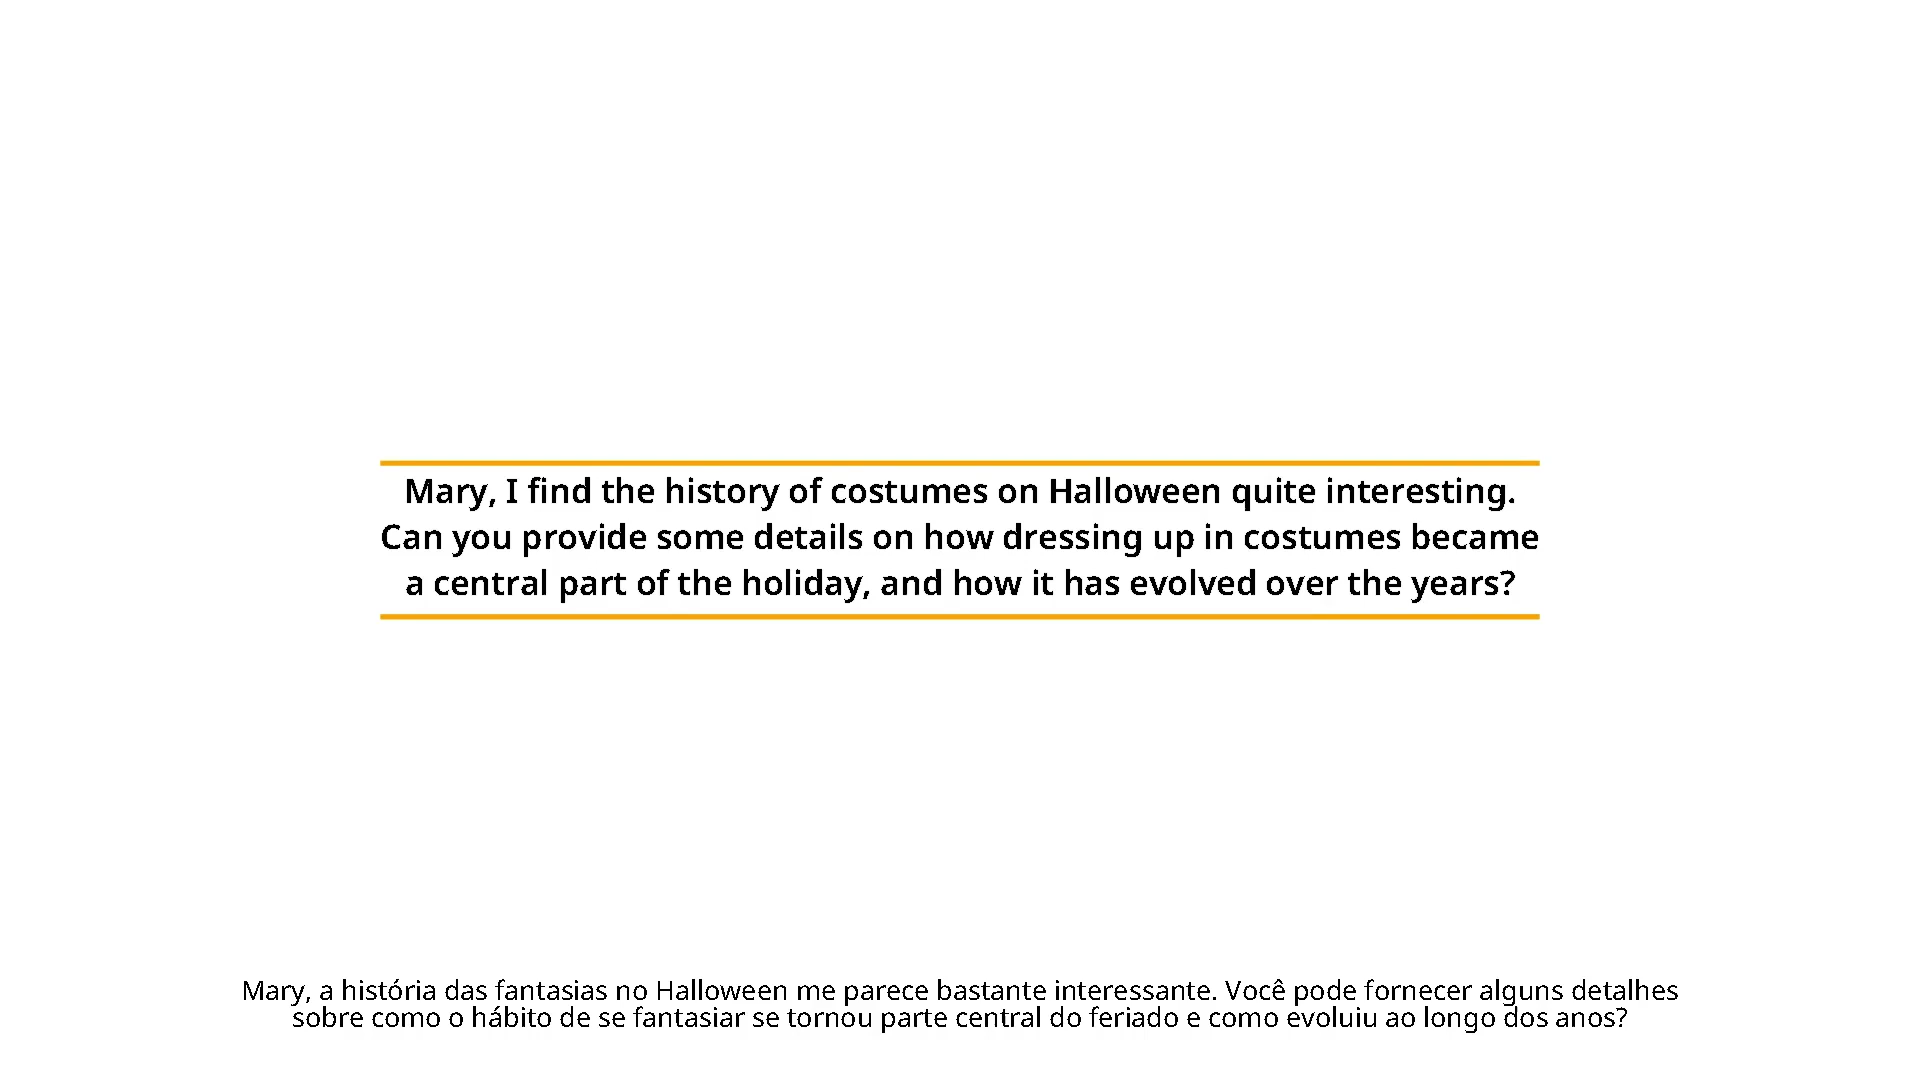 Mary, I find the history of costumes on Halloween quite interesting.
Can you provide some details on how dressing up in costumes became
a central part of the holiday, and how it has evolved over the years?
Mary, a história das fantasias no Halloween me parece bastante interessante. Você pode fornecer alguns detalhes
sobre como o hábito de se fantasiar se tornou parte central do feriado e como evoluiu ao longo dos anos?